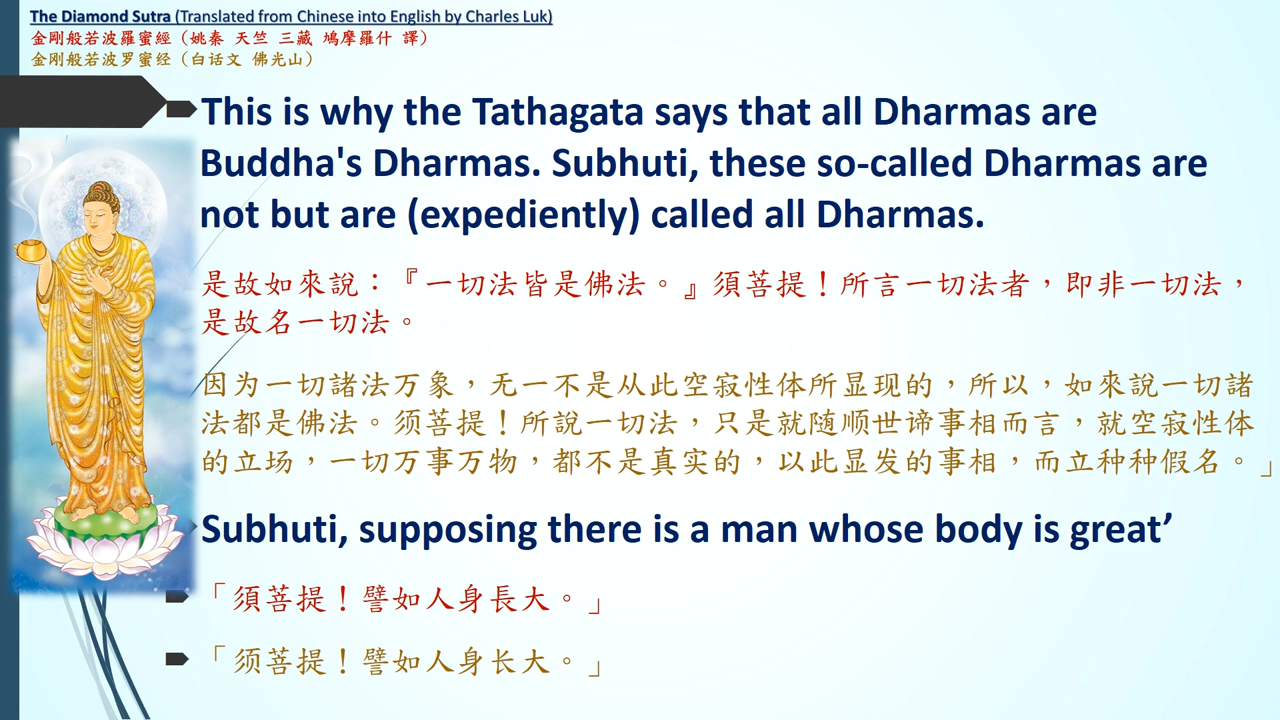 The Diamond Sutra (Translated from Chinese into English by Charles Luk)
金剛般若波羅蜜經（姚秦 天竺 三藏 鳩摩羅什 譯）
金剛般若波罗蜜经（白话文 佛光山）
This is why the Tathagata says that all Dharmas are
Buddha's Dharmas. Subhuti, these so-called Dharmas are
not but are (expediently) called all Dharmas.
是故如來說：『一切法皆是佛法。』須菩提！所言一切法者，即非一切法，
是故名一切法。
因为一切諸法万象，无一不是从此空寂性体所显现的，所以，如來說一切諸
法都是佛法。须菩提！所說一切法，只是就随顺世谛事相而言，就空寂性体
的立场，一切万事万物，都不是真实的，以此显发的事相，而立种种假名。」
Subhuti, supposing there is a man whose body is great’
「須菩提！譬如人身長大。」
「须菩提！譬如人身长大。」